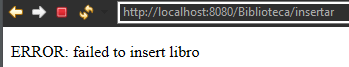 http://localhost:8080/Biblioteca/insertar
ERROR: failed to insert libro